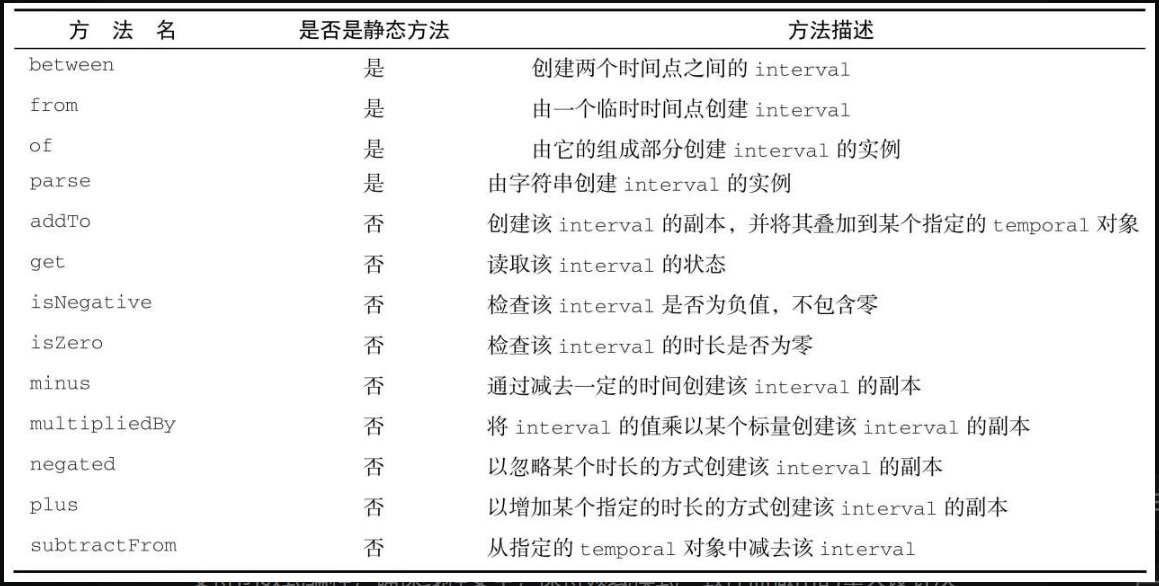 方 法 名 是否是静态方法 方法描述
between 是 创建两个时间点之间的 interval
from 是 由一个临时时间点创建 interval
of 是 由它的组成部分创建 interval 的实例
parse 是 由字符串创建 interval 的实例
addTo 否 创建该 interval 的副本，并将其叠加到某个指定的 temporal 对象
get 否 读取该 interval 的状态
isNegative 否 检查该 interval 是否为负值，不包含零
isZero 否 检查该 interval 的时长是否为零
minus 否 通过减去一定的时间创建该 interval 的副本
multipliedBy 否 将 interval 的值乘以某个标量创建该 interval 的副本
negated 否 以忽略某个时长的方式创建该 interval 的副本
plus 否 以增加某个指定的时长的方式创建该 interval 的副本
subtractFrom 否 从指定的 temporal 对象中减去该 interval